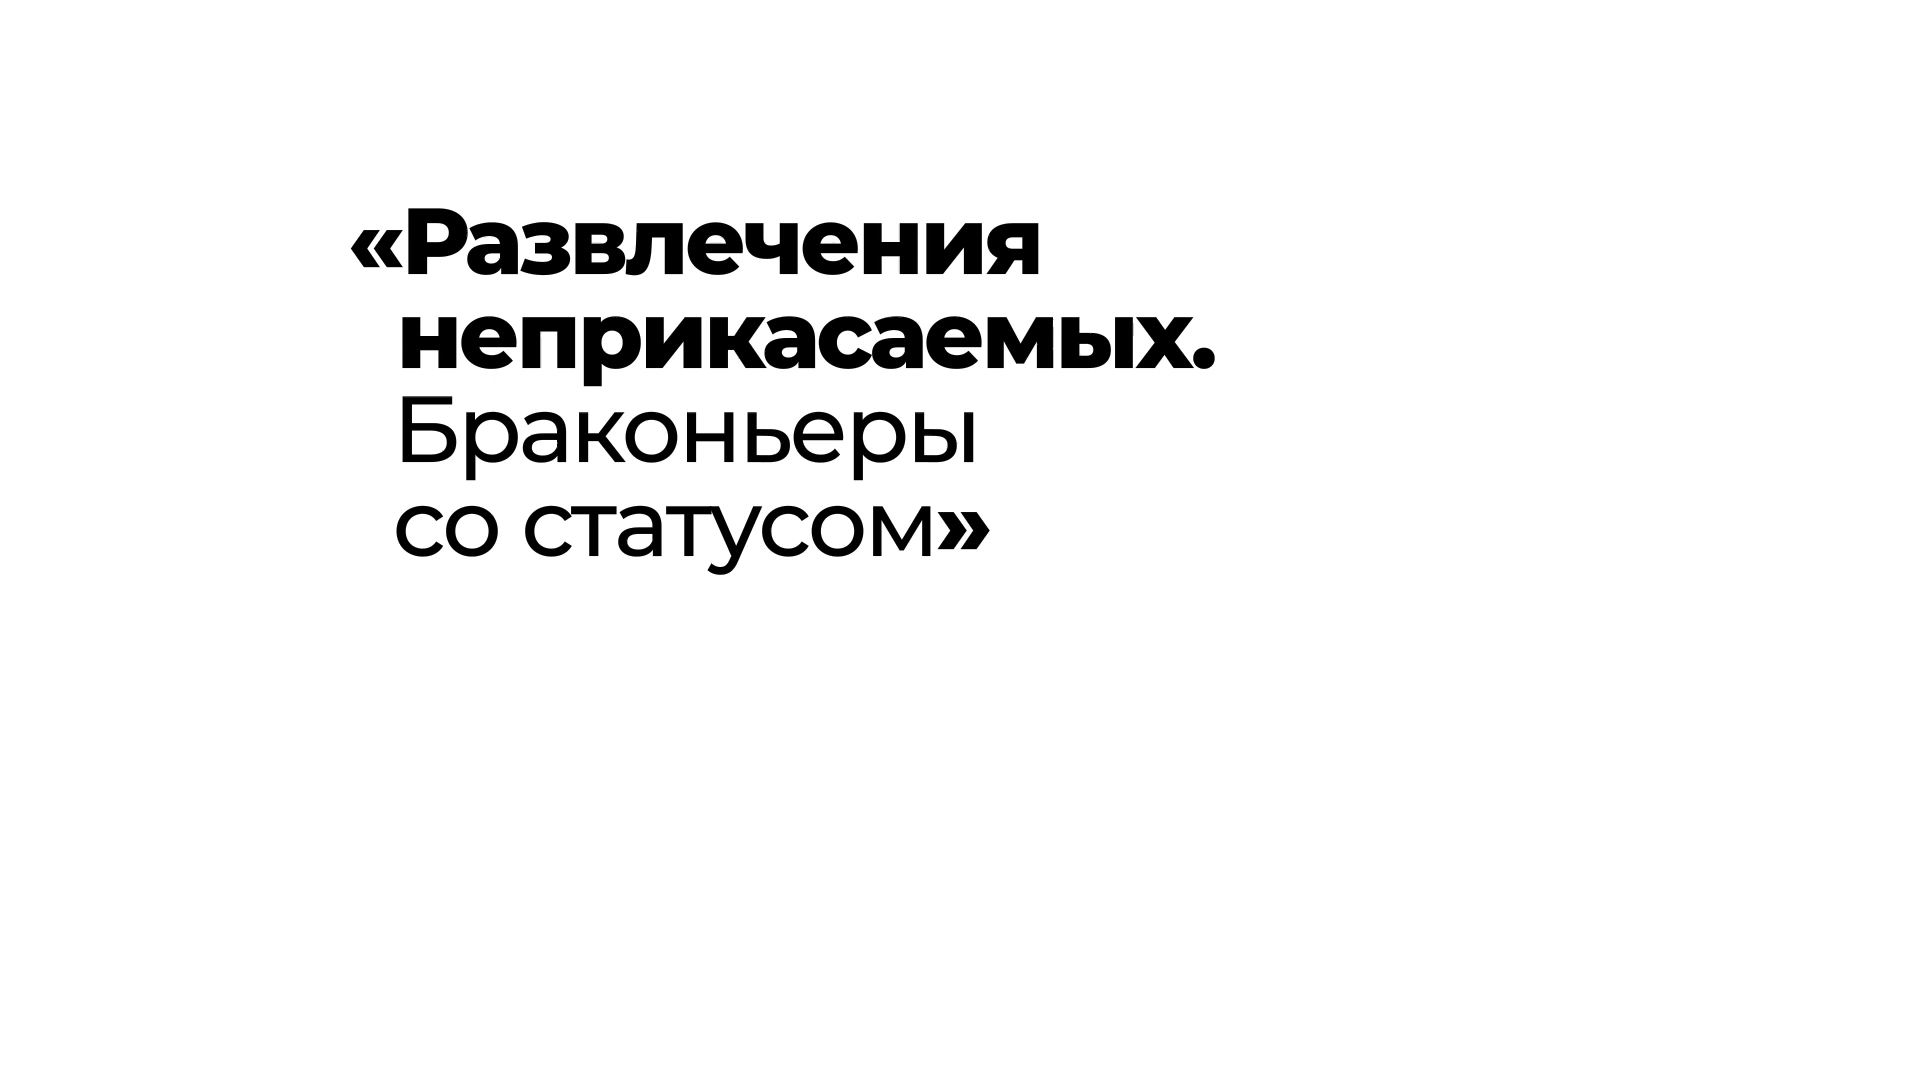 «Развлечения
неприкасаемых.
Браконьеры
со статусом»